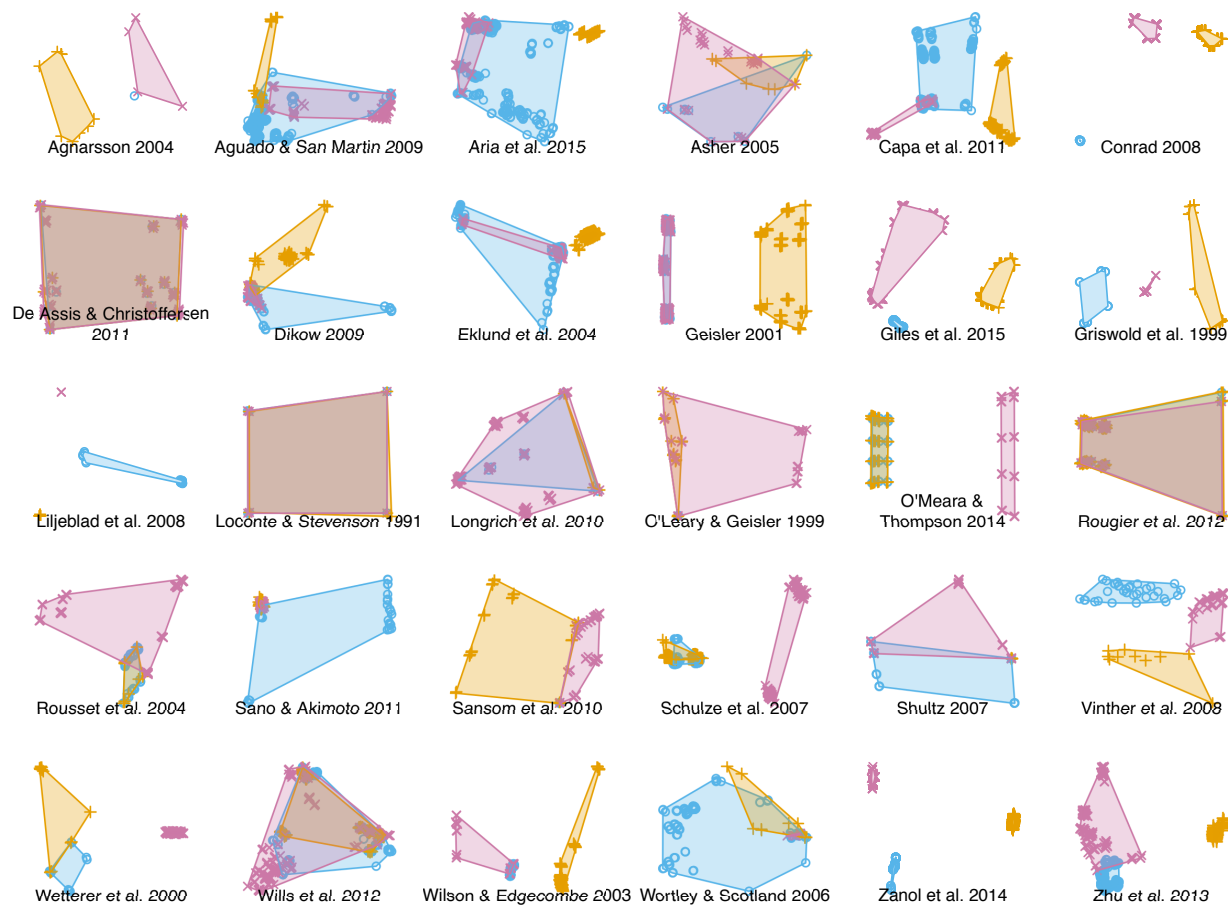 Agnarsson 2004
Aguado & San Martin 2009
Aria et al. 2015
Asher 2005
Capa et al. 2011
Conrad 2008
De Assis & Christoffersen
2011
Dikow 2009
Eklund et al. 2004
Geisler 2001
Giles et al. 2015
Griswold et al. 1999
Liljeblad et al. 2008
Loconte & Stevenson 1991
Longrich et al. 2010
O'Leary & Geisler 1999
O'Meara &
Thompson 2014
Rougier et al. 2012
Rousset et al. 2004
Sano & Akimoto 2011
Sansom et al. 2010
Schulze et al. 2007
Shultz 2007
Vinther et al. 2008
Wetterer et al. 2000
Wills et al. 2012
Wilson & Edgecombe 2003
Wortley & Scotland 2006
Zanol et al. 2014
Zhu et al. 2013